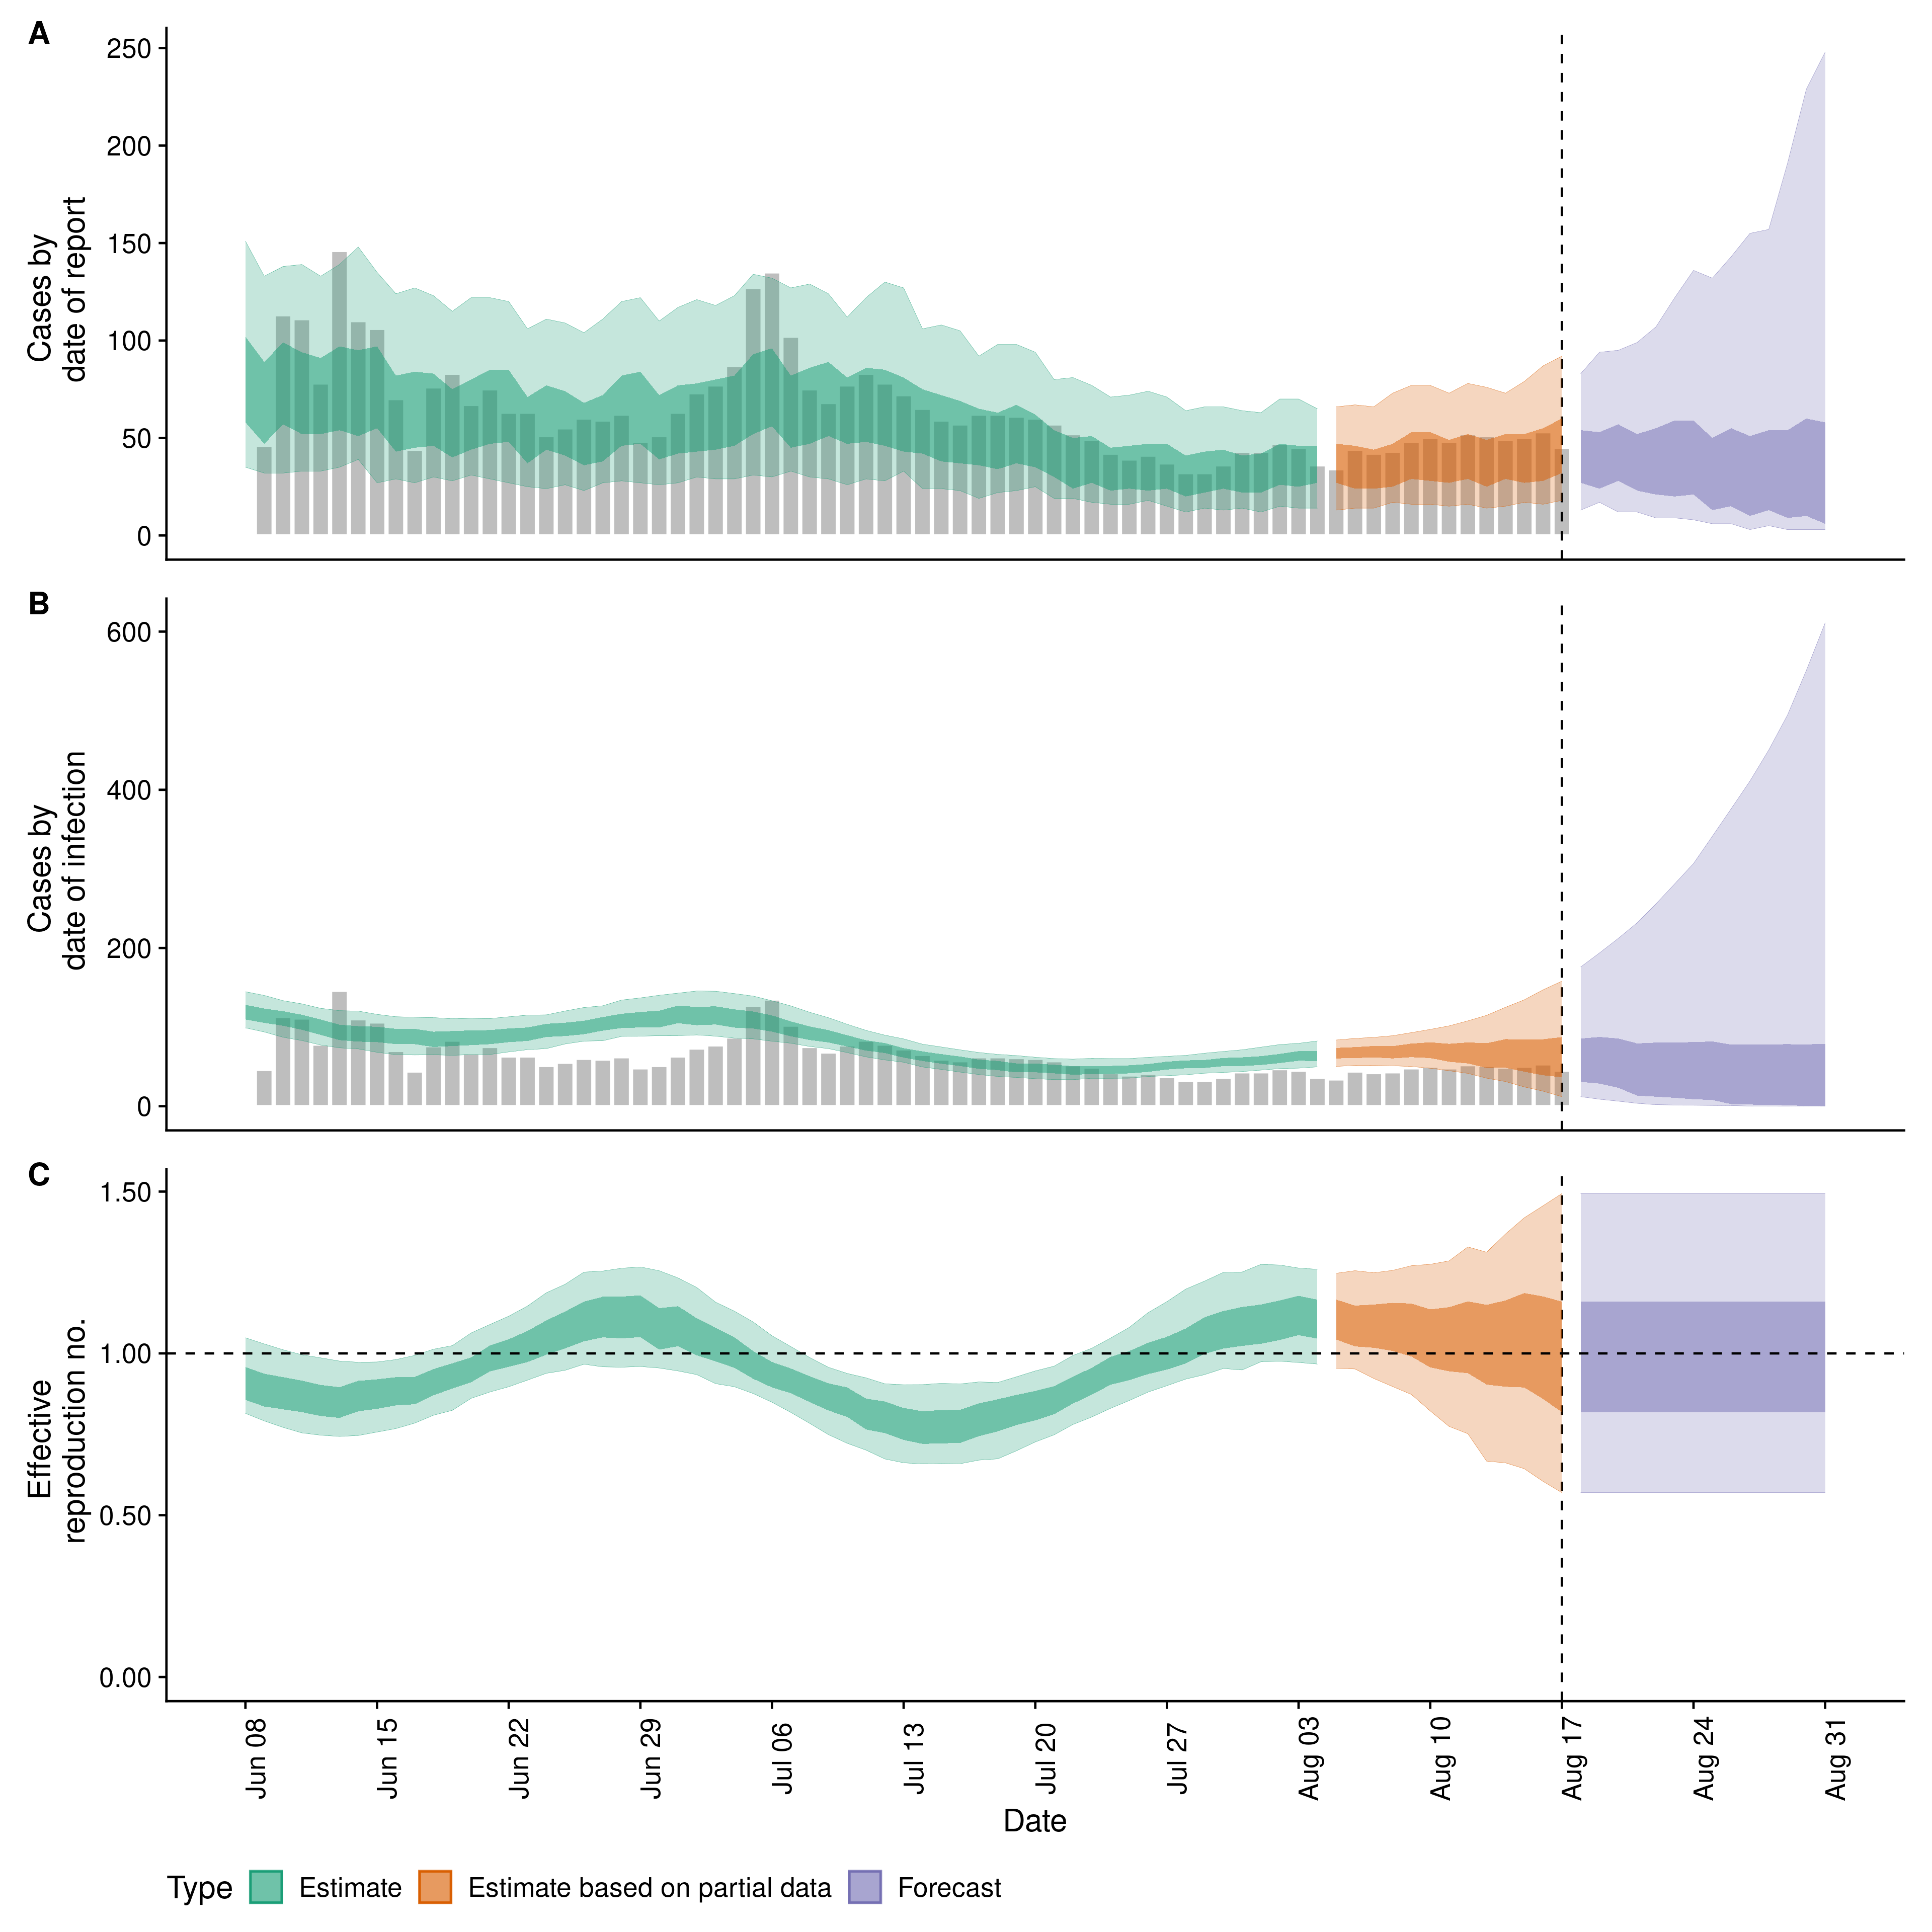 A
250
200
150
100
50
0
Cases by
date of report
B
600
400
200
0
Cases by
date of infection
C
1.50
1.00
0.50
0.00
Effective
reproduction no.
Jun 08
Jun 15
Jun 22
Jun 29
Jul 06
Jul 13
Jul 20
Jul 27
Aug 03
Aug 10
Aug 17
Aug 24
Aug 31
Date
Type Estimate Estimate based on partial data Forecast